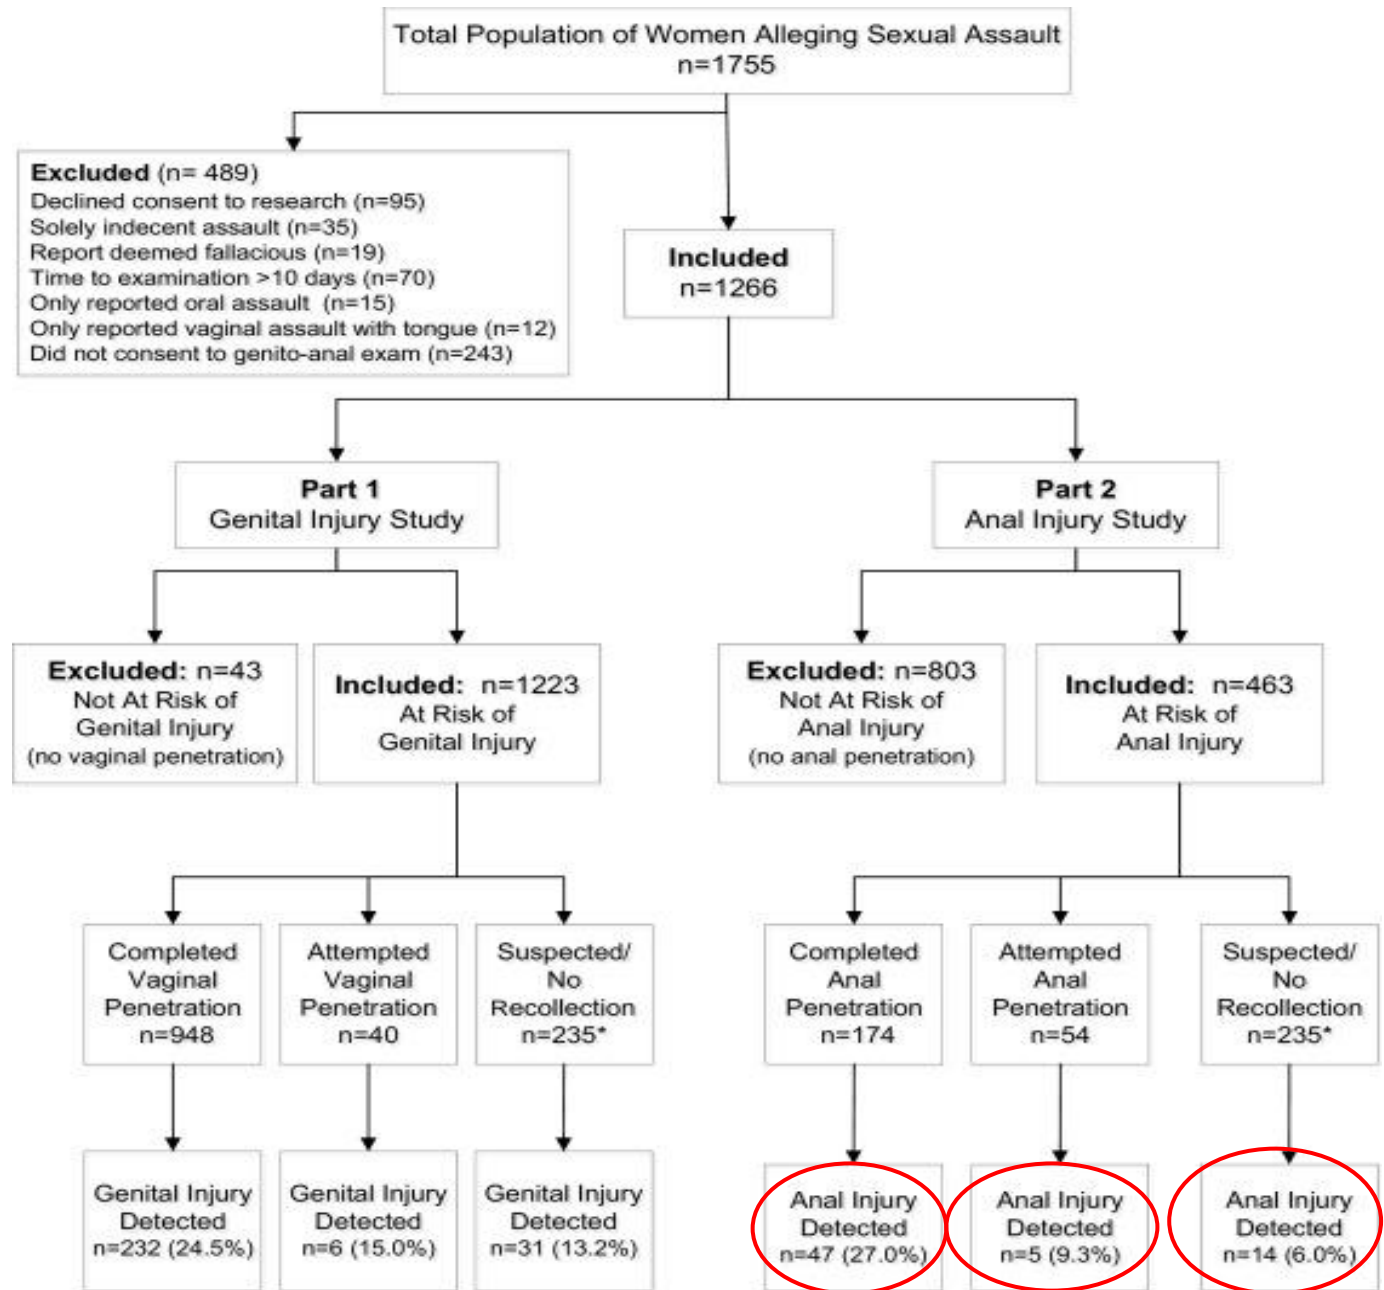 Total Population of Women Alleging Sexual Assault
n=1755
Excluded (n= 489)
Declined consent to research (n=95)
Solely indecent assault (n=35)
Report deemed fallacious (n=19)
Time to examination >10 days (n=70)
Only reported oral assault (n=15)
Only reported vaginal assault with tongue (n=12)
Did not consent to genito-anal exam (n=243)
Included
n=1266
Part 1
Genital Injury Study
Part 2
Anal Injury Study
Excluded: n=43
Not At Risk of
Genital Injury
(no vaginal penetration)
Included: n=1223
At Risk of
Genital Injury
Excluded: n=803
Not At Risk of
Anal Injury
(no anal penetration)
Included: n=463
At Risk of
Anal Injury
Completed
Vaginal
Penetration
n=948
Attempted
Vaginal
Penetration
n=40
Suspected/
No
Recollection
n=235*
Completed
Anal
Penetration
n=174
Attempted
Anal
Penetration
n=54
Suspected/
No
Recollection
n=235*
Genital Injury
Detected
n=232 (24.5%)
Genital Injury
Detected
n=6 (15.0%)
Genital Injury
Detected
n=31 (13.2%)
Anal Injury
Detected
n=47 (27.0%)
Anal Injury
Detected
n=5 (9.3%)
Anal Injury
Detected
n=14 (6.0%)